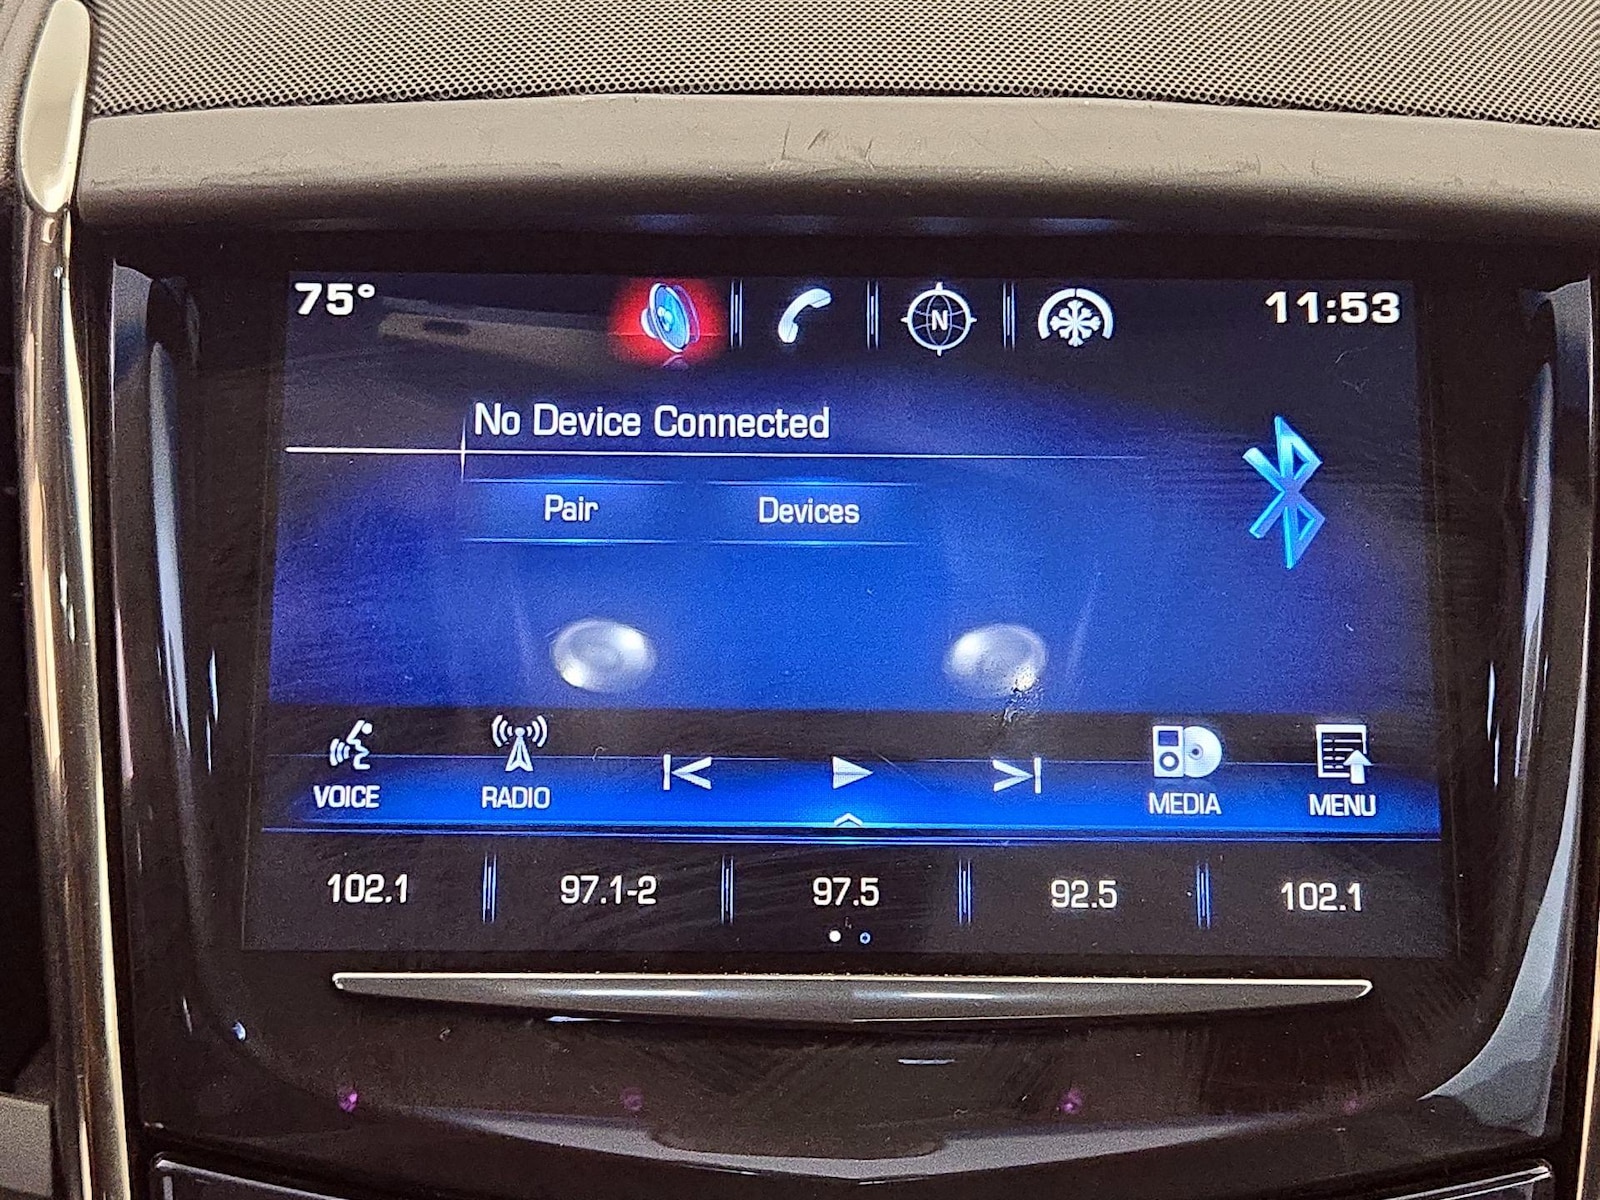 75°
N
11:53
No Device Connected
Pair Devices
VOICE RADIO MEDIA MENU
102.1 97.1-2 97.5 92.5 102.1